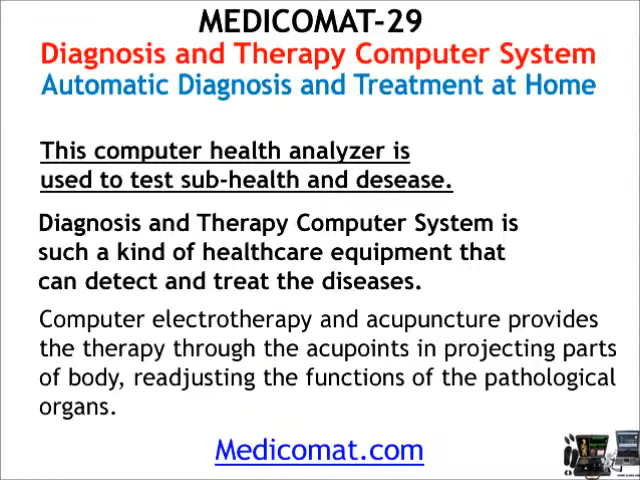 MEDICOMAT-29
Diagnosis and Therapy Computer System
Automatic Diagnosis and Treatment at Home
This computer health analyzer is
used to test sub-health and desease.
Diagnosis and Therapy Computer System is
such a kind of healthcare equipment that
can detect and treat the diseases.
Computer electrotherapy and acupuncture provides
the therapy through the acupoints in projecting parts
of body, readjusting the functions of the pathological
organs.
Medicomat.com